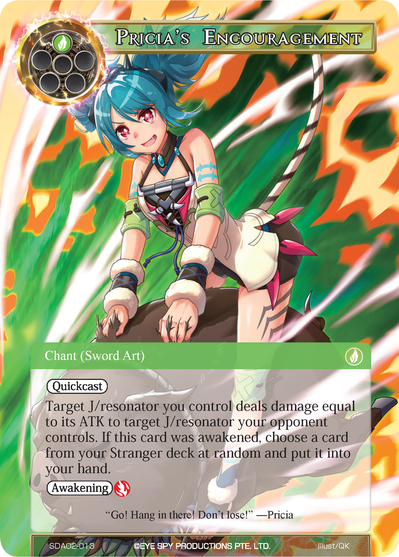 Pricia's Encouragement
Chant (Sword Art)
Quickcast
Target J/resonator you control deals damage equal
to its ATK to target J/resonator your opponent
controls. If this card was awakened, choose a card
from your Stranger deck at random and put it into
your hand.
Awakening
“Go! Hang in there! Don't lose!” —Pricia
SDAO2-013 ©EYE SPY PRODUCTIONS PTE. LTD. Illust/QK